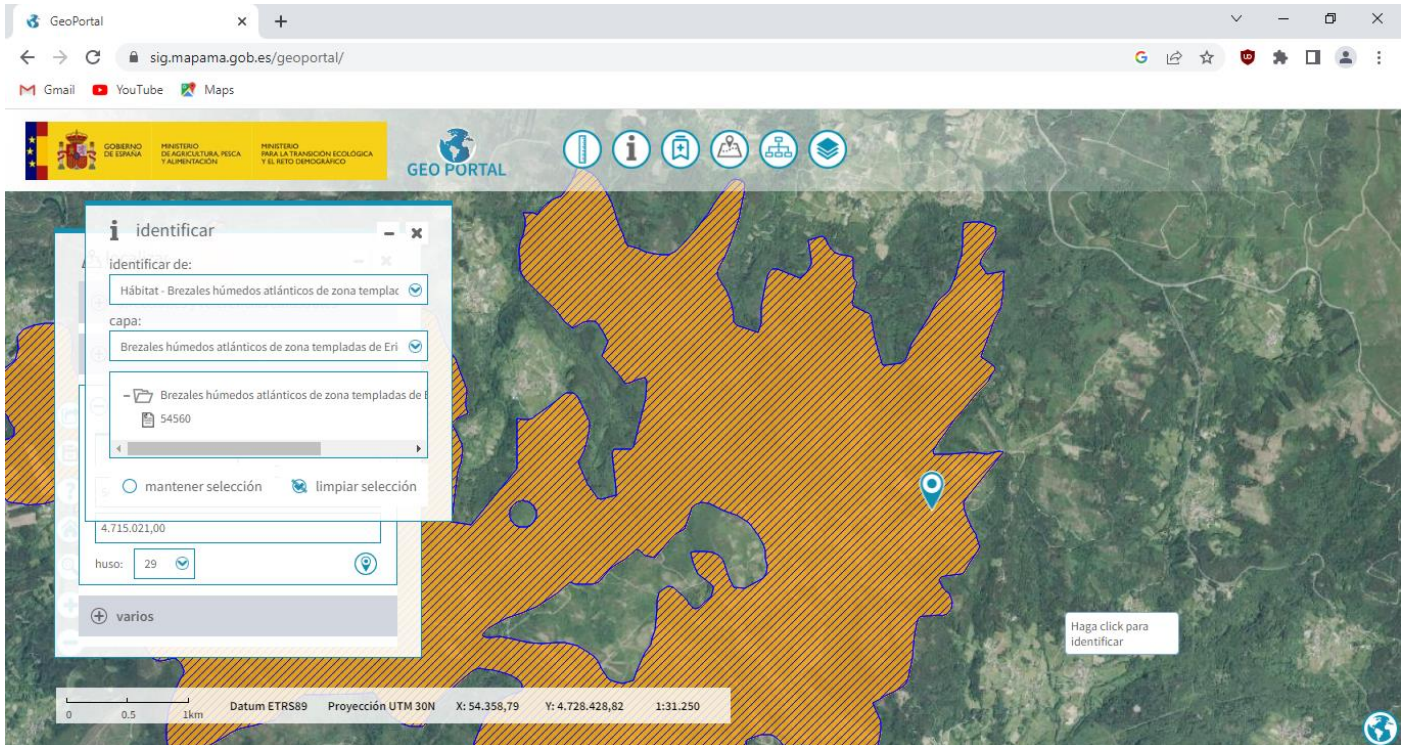 GeoPortal
sig.mapama.gob.es/geoportal/
Gmail YouTube Maps
GOBIERNO
DE ESPAÑA
MINISTERIO
DE AGRICULTURA, PESCA
Y ALIMENTACIÓN
MINISTERIO
PARA LA TRANSICIÓN ECOLÓGICA
Y EL RETO DEMOGRÁFICO
GEO PORTAL
identificar
identificar de:
Hábitat - Brezales húmedos atlánticos de zona templac
capa:
Brezales húmedos atlánticos de zona templadas de Eri
Brezales húmedos atlánticos de zona templadas de E
54560
mantener selección limpiar selección
4.715.021,00
huso: 29
varios
Haga click para
identificar
0 0.5 1km Datum ETRS89 Proyección UTM 30N X: 54.358,79 Y: 4.728.428,82 1:31.250